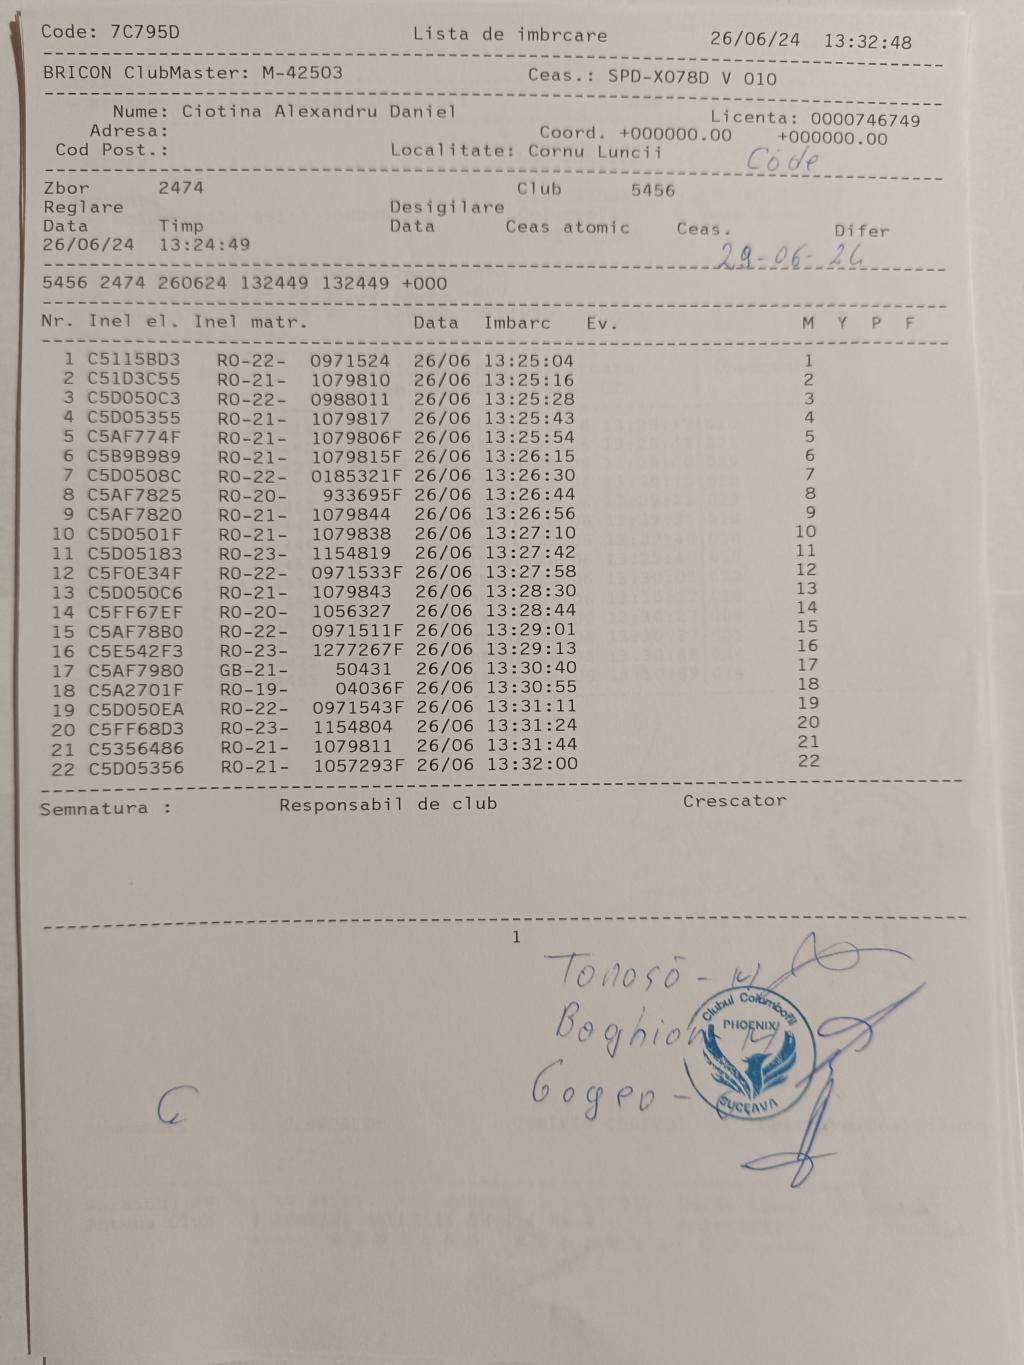 Code: 7C795D Lista de imbrcare 26/06/24 13:32:48
BRICON ClubMaster: M-42503 Ceas.: SPD-X078D V 010
Nume: Ciotina Alexandru Daniel Licenta: 0000746749
Adresa: Coord. +000000.00 +000000.00
Cod Post.: Localitate: Cornu Luncii Code
Zbor 2474 Club 5456
Reglare Desigilare
Data Timp Data Ceas atomic Ceas. Difer
26/06/24 13:24:49 29-06-24
5456 2474 260624 132449 132449 +000
Nr. Inel el. Inel matr. Data Imbarc Ev. M Y P F
1 C5115BD3 RO-22- 0971524 26/06 13:25:04 1
2 C51D3C55 RO-21- 1079810 26/06 13:25:16 2
3 C5D050C3 RO-22- 0988011 26/06 13:25:28 3
4 C5D05355 RO-21- 1079817 26/06 13:25:43 4
5 C5AF774F RO-21- 1079806F 26/06 13:25:54 5
6 C5B9B989 RO-21- 1079815F 26/06 13:26:15 6
7 C5D0508C RO-22- 0185321F 26/06 13:26:30 7
8 C5AF7825 RO-20- 933695F 26/06 13:26:44 8
9 C5AF7820 RO-21- 1079844 26/06 13:26:56 9
10 C5D0501F RO-21- 1079838 26/06 13:27:10 10
11 C5D05183 RO-23- 1154819 26/06 13:27:42 11
12 C5F0E34F RO-22- 0971533F 26/06 13:27:58 12
13 C5D050C6 RO-21- 1079843 26/06 13:28:30 13
14 C5FF67EF RO-20- 1056327 26/06 13:28:44 14
15 C5AF78B0 RO-22- 0971511F 26/06 13:29:01 15
16 C5E542F3 RO-23- 1277267F 26/06 13:29:13 16
17 C5AF7980 GB-21- 50431 26/06 13:30:40 17
18 C5A2701F RO-19- 04036F 26/06 13:30:55 18
19 C5D050EA RO-22- 0971543F 26/06 13:31:11 19
20 C5FF68D3 RO-23- 1154804 26/06 13:31:24 20
21 C5356486 RO-21- 1079811 26/06 13:31:44 21
22 C5D05356 RO-21- 1057293F 26/06 13:32:00 22
Semnatura : Responsabil de club Crescator
1
Clubul Columbofil
PHOENIX
SUCEAVA